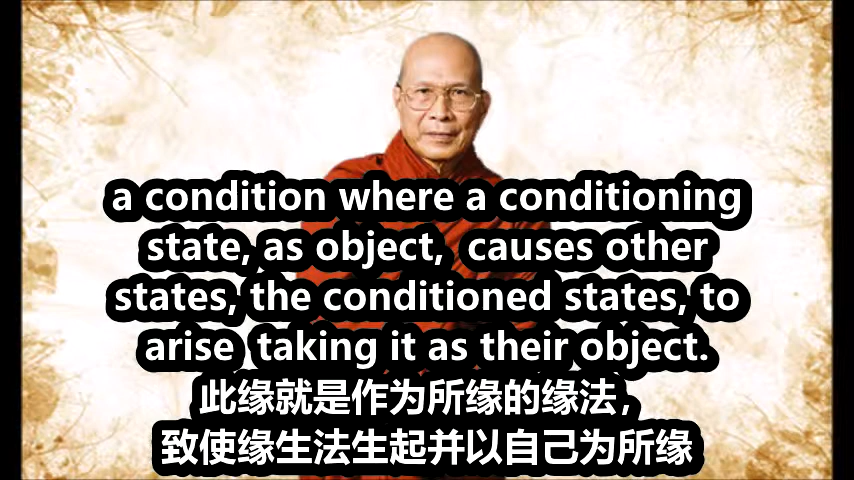 a condition where a conditioning
state, as object,  causes other
states, the conditioned states, to
arise  taking it as their object.
此缘就是作为所缘的缘法，
致使缘生法生起并以自己为所缘